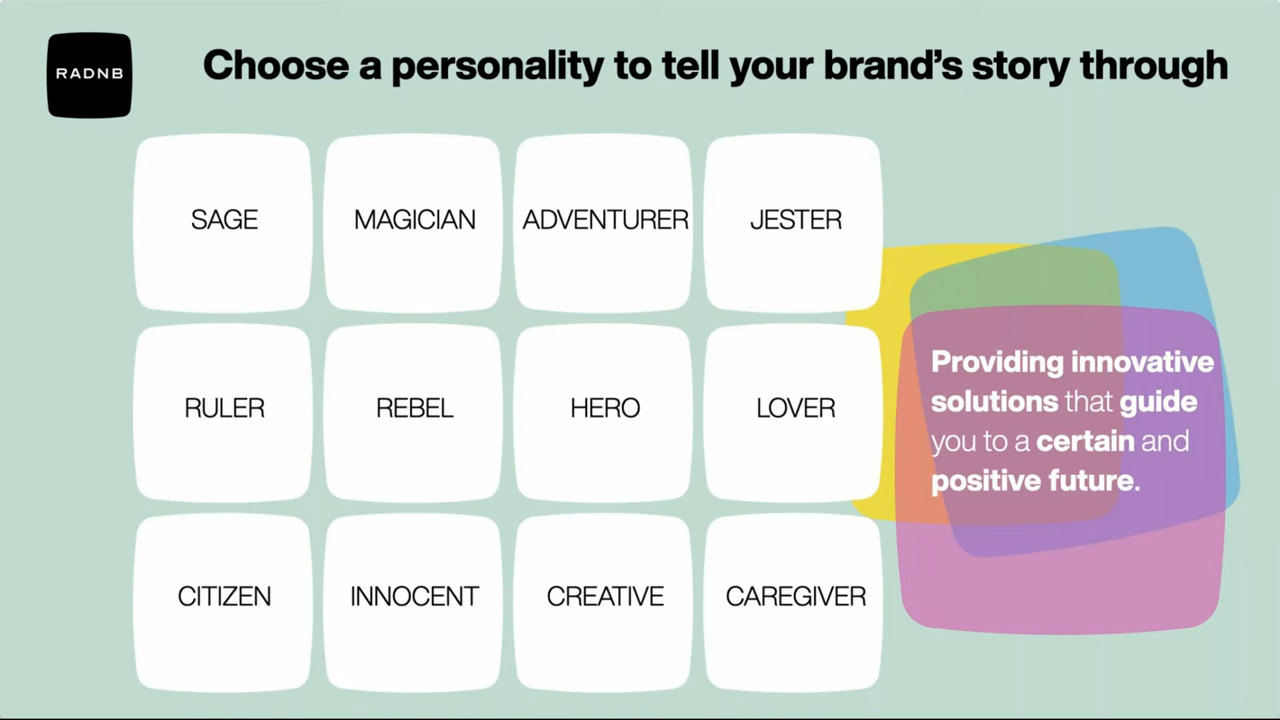 RADNB
Choose a personality to tell your brand’s story through
SAGE
MAGICIAN
ADVENTURER
JESTER
RULER
REBEL
HERO
LOVER
CITIZEN
INNOCENT
CREATIVE
CAREGIVER
Providing innovative
solutions that guide
you to a certain and
positive future.